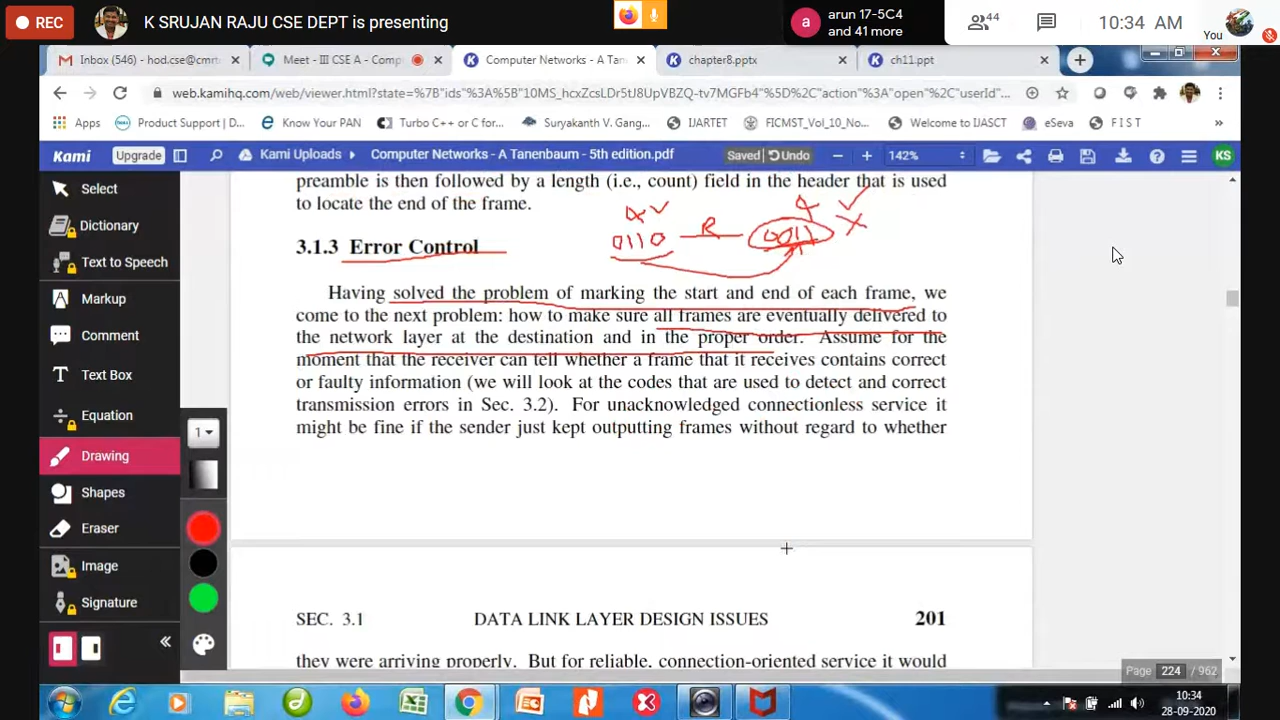 REC
K SRUJAN RAJU CSE DEPT is presenting
a
arun 17-5C4
and 41 more
44
10:34 AM
You
Inbox (546) - hod.cse@cmrt
Meet - III CSE A - Comp
Computer Networks - A Tanen
chapter8.pptx
ch11.ppt
web.kamihq.com/web/viewer.html?state=%7B"ids"%3A%5B"10MS_hcxZcsLDr5tJ8UpVBZQ-tv7MGFb4"%5D%2C"action"%3A"open"%2C"userId"...
Apps
Product Support | D...
Know Your PAN
Turbo C++ or C for...
Suryakanth V. Gang...
IJARTET
FICMST_Vol_10_No...
Welcome to IJASCT
eSeva
F I S T
»
Kami
Upgrade
Kami Uploads
Computer Networks - A Tanenbaum - 5th edition.pdf
Saved
Undo
142%
KS
Select
Dictionary
Text to Speech
Markup
Comment
Text Box
Equation
Drawing
Shapes
Eraser
Image
Signature
1
preamble is then followed by a length (i.e., count) field in the header that is used
to locate the end of the frame.
4 4
0110 R 0011
3.1.3 Error Control
Having solved the problem of marking the start and end of each frame, we
come to the next problem: how to make sure all frames are eventually delivered to
the network layer at the destination and in the proper order. Assume for the
moment that the receiver can tell whether a frame that it receives contains correct
or faulty information (we will look at the codes that are used to detect and correct
transmission errors in Sec. 3.2). For unacknowledged connectionless service it
might be fine if the sender just kept outputting frames without regard to whether
SEC. 3.1 DATA LINK LAYER DESIGN ISSUES 201
they were arriving properly. But for reliable, connection-oriented service it would
Page 224 / 962
10:34
28-09-2020